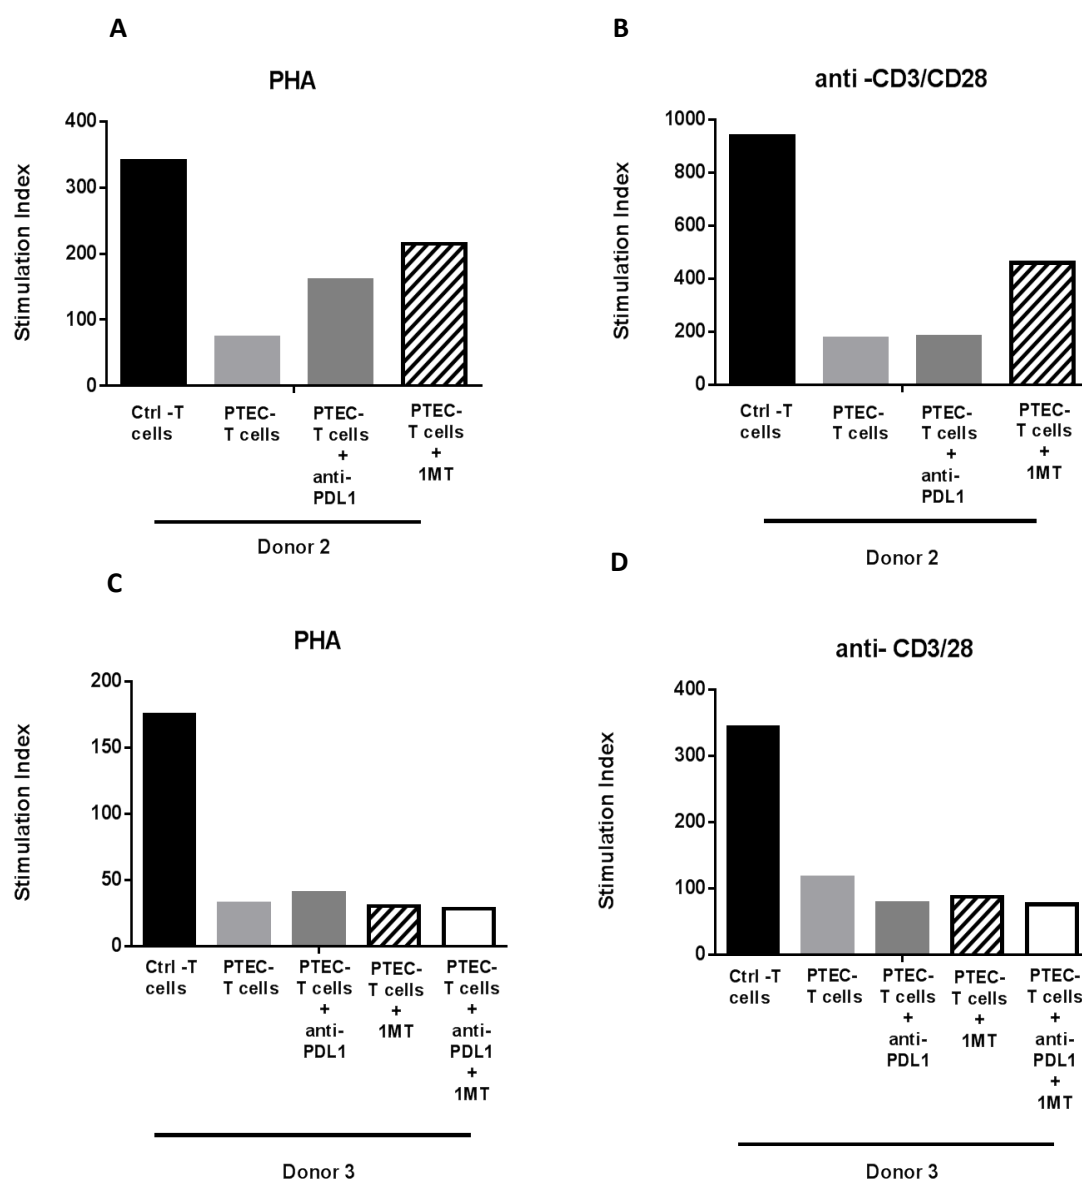 A
PHA
Stimulation Index
400
300
200
100
0
Ctrl -T
cells
PTEC-
T cells
PTEC-
T cells
+
anti-
PDL1
PTEC-
T cells
+
1MT
Donor 2
B
anti -CD3/CD28
Stimulation Index
1000
800
600
400
200
0
Ctrl -T
cells
PTEC-
T cells
PTEC-
T cells
+
anti-
PDL1
PTEC-
T cells
+
1MT
Donor 2
C
PHA
Stimulation Index
200
150
100
50
0
Ctrl -T
cells
PTEC-
T cells
PTEC-
T cells
+
anti-
PDL1
PTEC-
T cells
+
1MT
PTEC-
T cells
+
anti-
PDL1
+
1MT
Donor 3
D
anti- CD3/28
Stimulation Index
400
300
200
100
0
Ctrl -T
cells
PTEC-
T cells
PTEC-
T cells
+
anti-
PDL1
PTEC-
T cells
+
1MT
PTEC-
T cells
+
anti-
PDL1
+
1MT
Donor 3